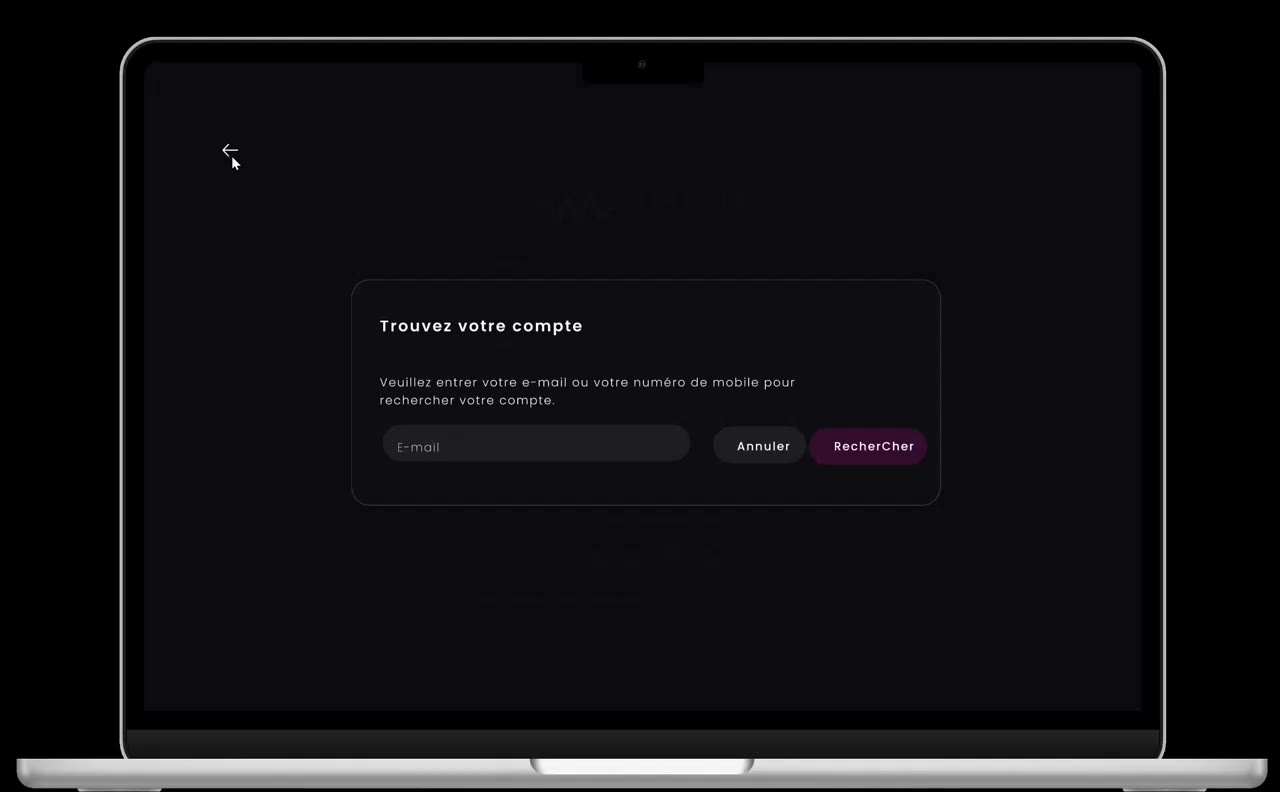 Trouvez votre compte
Veuillez entrer votre e-mail ou votre numéro de mobile pour
rechercher votre compte.
E-mail
Annuler
RecherCher